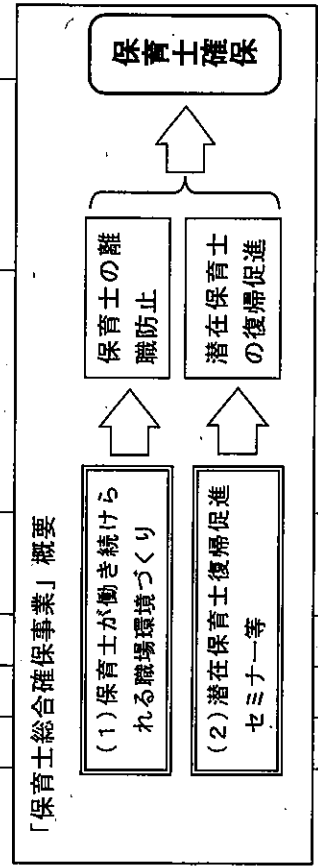 「保育士総合確保事業」概要
(1)保育士が働き続けら
れる職場環境づくり
保育士の離
職防止
(2)潜在保育士復帰促進
セミナー等
潜在保育士
の復帰促進
保育士確保